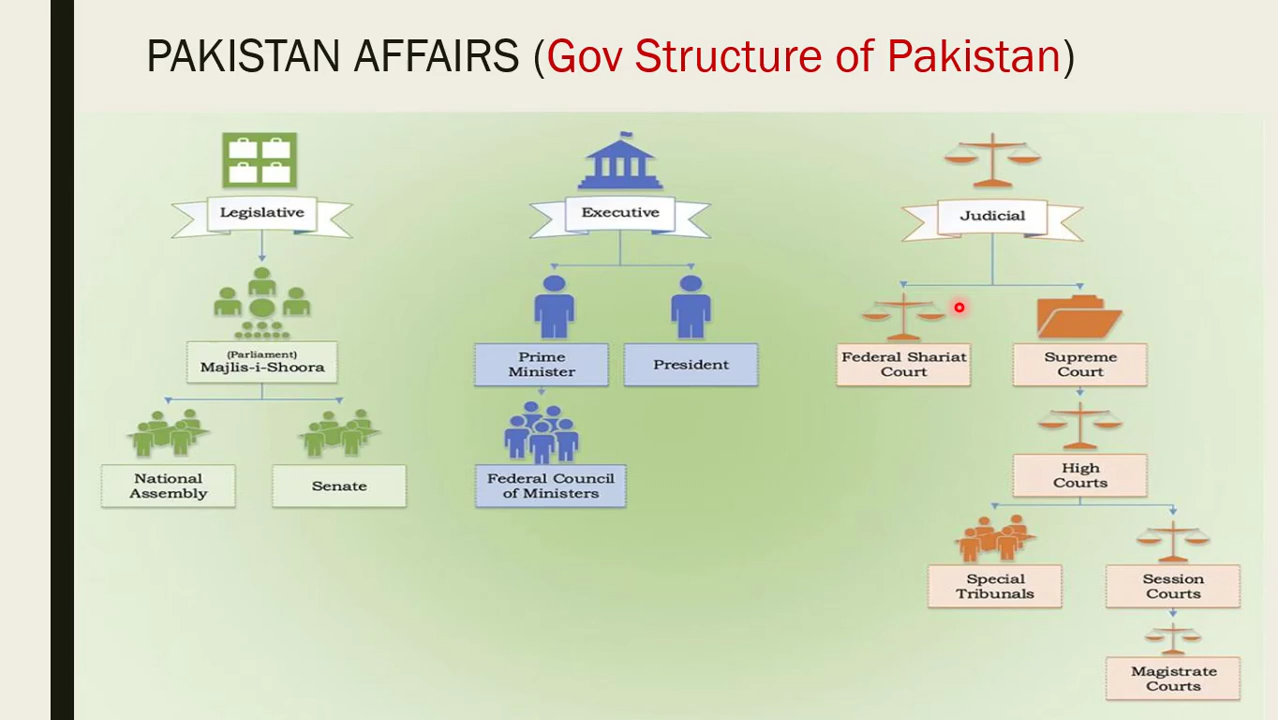 PAKISTAN AFFAIRS (Gov Structure of Pakistan)
Legislative
Executive
Judicial
(Parliament)
Majlis-i-Shoora
Prime
Minister
President
Federal Shariat
Court
Supreme
Court
National
Assembly
Senate
Federal Council
of Ministers
High
Courts
Special
Tribunals
Session
Courts
Magistrate
Courts